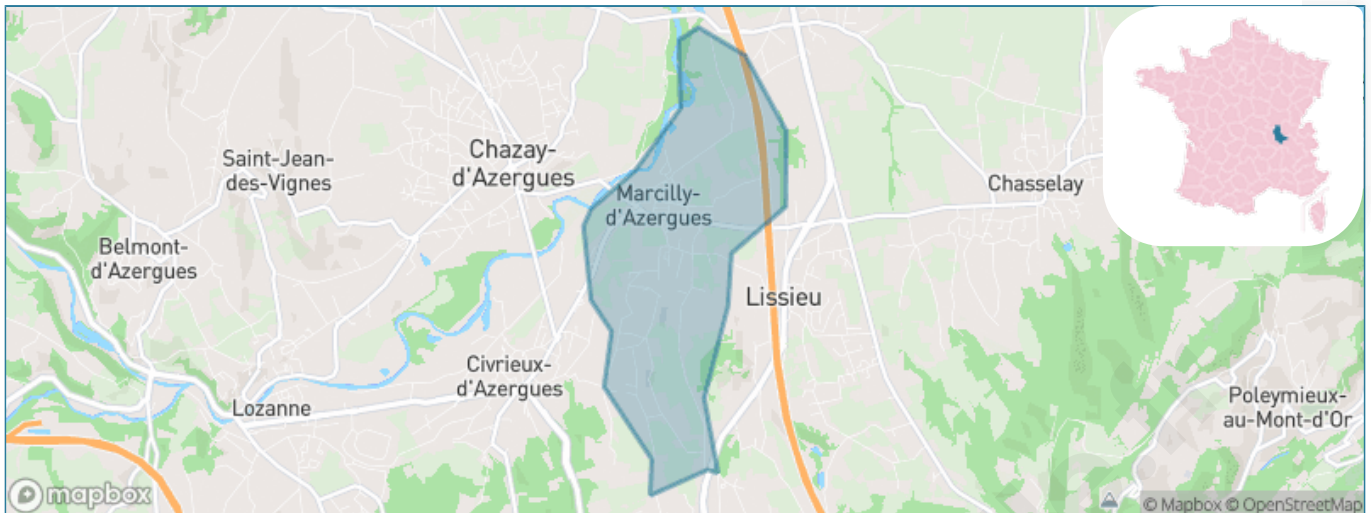 Chazay-
d'Azergues
Saint-Jean-
des-Vignes
Marcilly-
d'Azergues
Chasselay
Belmont-
d'Azergues
Lissieu
Civrieux-
d'Azergues
Lozanne
Poleymieux-
au-Mont-d'Or
mapbox
© Mapbox © OpenStreetMap